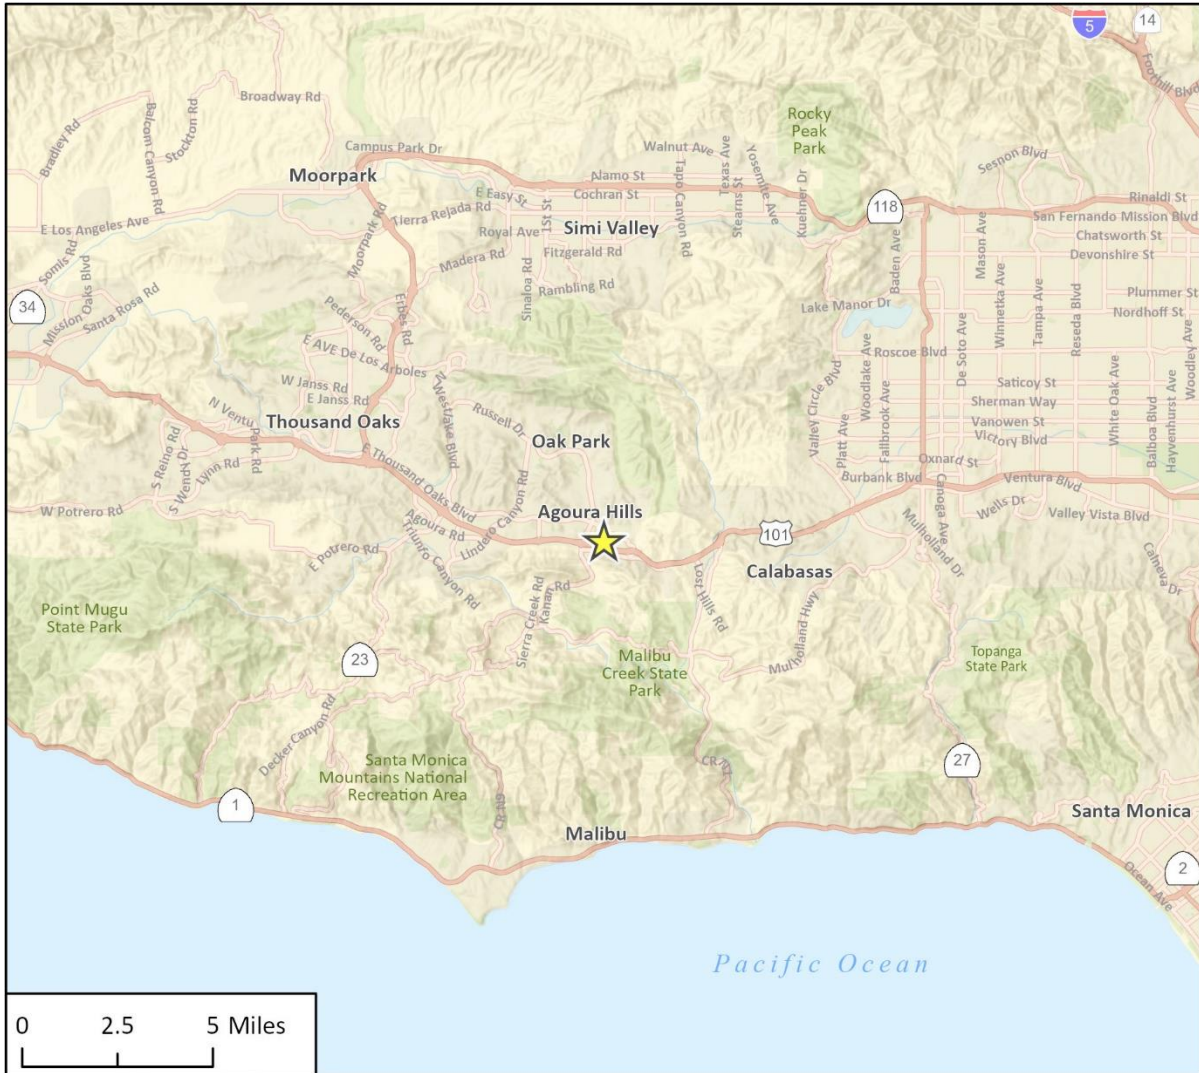 5
14
Foothill Blvd
Broadway Rd
Bradley Rd
Balcom Canyon Rd
Stockton Rd
Rocky
Peak
Park
Campus Park Dr
Walnut Ave
Texas Ave
Yosemite Ave
Sesnon Blvd
Moorpark
Alamo St
Cochran St
Tapo Canyon Rd
Stearns St
Kuehner Dr
118
Rinaldi St
E Easy St
1st St
Tierra Rejada Rd
San Fernando Mission Blvd
E Los Angeles Ave
Moorpark Rd
Royal Ave
Simi Valley
Mason Ave
Chatsworth St
Somis Rd
Madera Rd
Fitzgerald Rd
Baden Ave
Devonshire St
Sinaloa Rd
Rambling Rd
34
Mission Oaks Blvd
Santa Rosa Rd
Pederson Rd
Erbes Rd
Lake Manor Dr
Winnetka Ave
Tampa Ave
Reseda Blvd
Plummer St
Nordhoff St
Woodley Ave
E AVE De Los Arboles
Roscoe Blvd
De Soto Ave
W Janss Rd
E Janss Rd
N Westlake Blvd
Valley Circle Blvd
Woodlake Ave
Fallbrook Ave
Saticoy St
Sherman Way
White Oak Ave
N Ventu
Park Rd
Thousand Oaks
Russell Dr
Oak Park
Platt Ave
Vanowen St
Victory Blvd
Balboa Blvd
Hayvenhurst Ave
S Reino Rd
S Wendy Dr
Lynn Rd
E Thousand Oaks Blvd
Oxnard St
Burbank Blvd
Ventura Blvd
Lindero Canyon Rd
W Potrero Rd
Agoura Rd
Agoura Hills
101
Canoga Ave
Wells Dr
Valley Vista Blvd
Mulholland Dr
E Potrero Rd
Triunfo
Canyon Rd
Calabasas
Lost Hills Rd
Caneva Dr
Sierra Creek Rd
Kanan Rd
Mulholland Hwy
Point Mugu
State Park
23
Malibu
Creek State
Park
Topanga
State Park
Decker Canyon Rd
Santa Monica
Mountains National
Recreation Area
CR N1
27
1
CR N9
Malibu
Santa Monica
2
Ocean Ave
Pacific Ocean
0 2.5 5 Miles